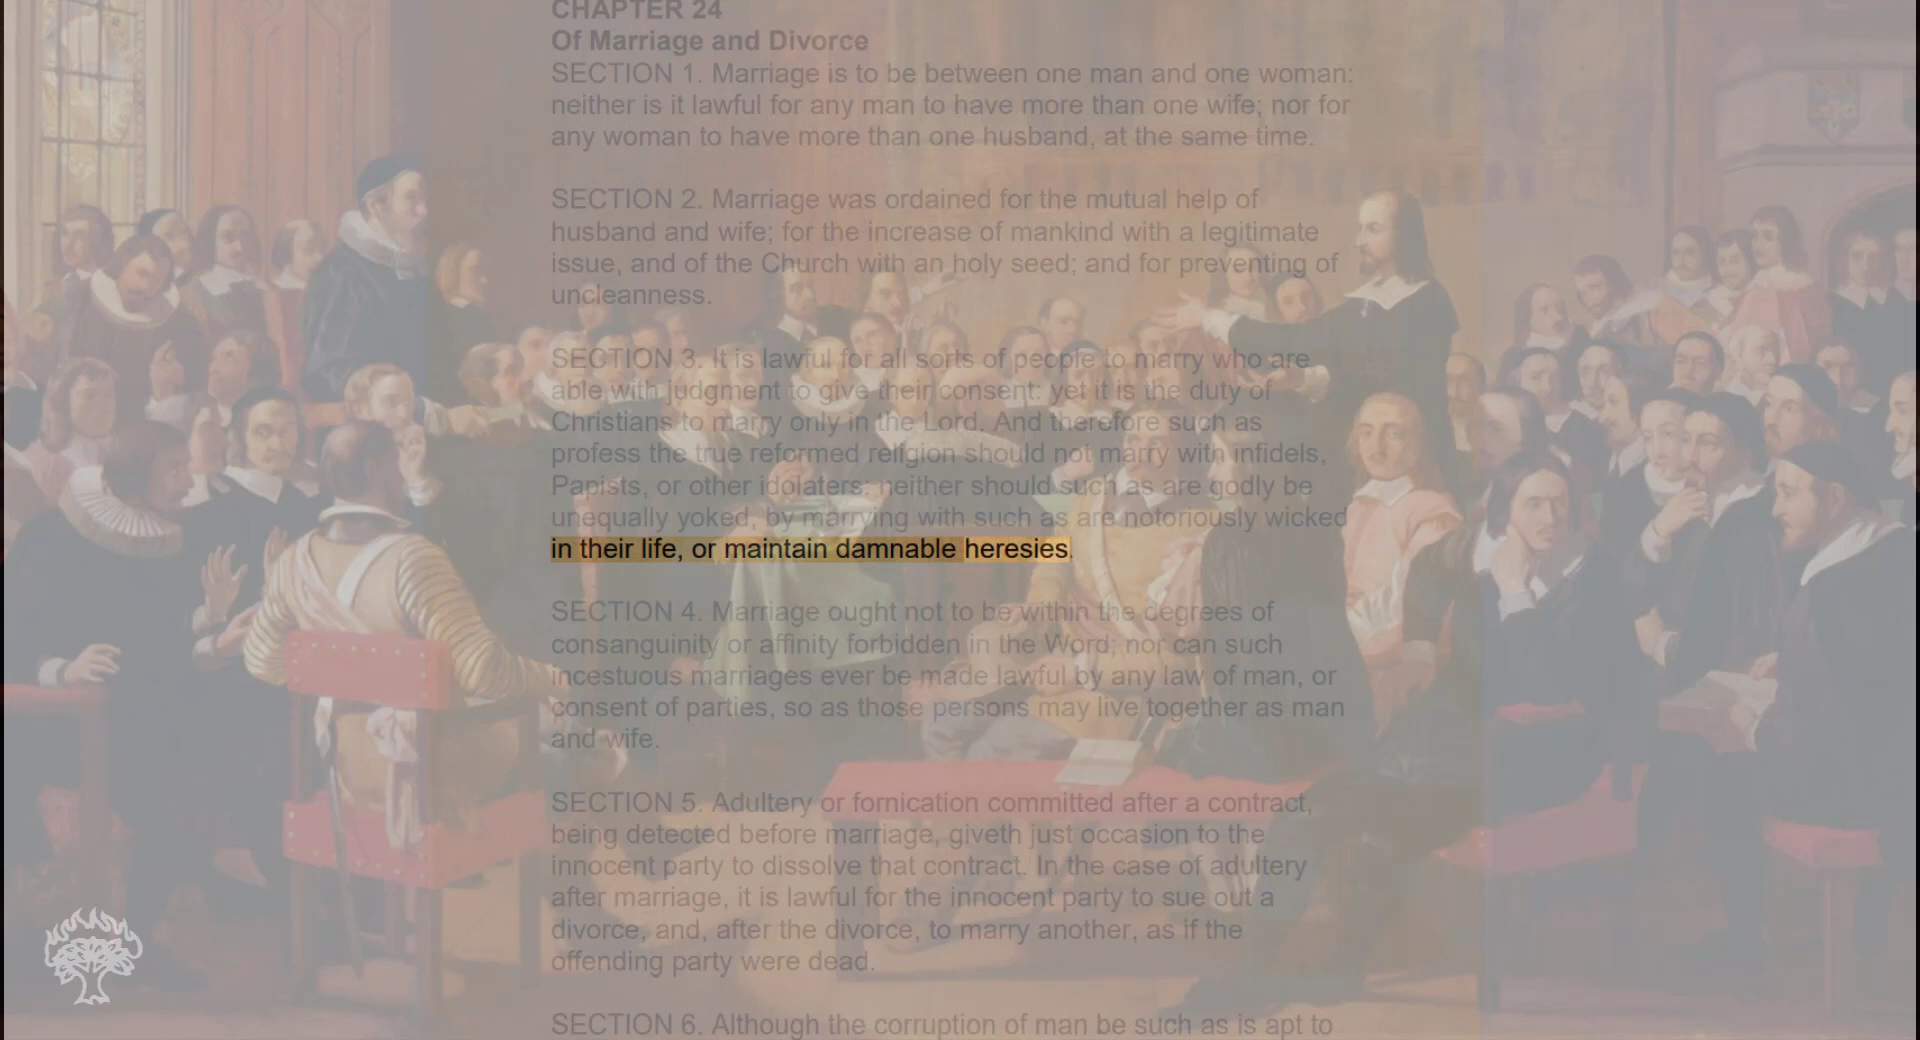 CHAPTER 24
Of Marriage and Divorce
SECTION 1. Marriage is to be between one man and one woman:
neither is it lawful for any man to have more than one wife; nor for
any woman to have more than one husband, at the same time.
SECTION 2. Marriage was ordained for the mutual help of
husband and wife; for the increase of mankind with a legitimate
issue, and of the Church with an holy seed; and for preventing of
uncleanness.
SECTION 3. It is lawful for all sorts of people to marry who are
able with judgment to give their consent: yet it is the duty of
Christians to marry only in the Lord. And therefore such as
profess the true reformed religion should not marry with infidels,
Papists, or other idolaters: neither should such as are godly be
unequally yoked, by marrying with such as are notoriously wicked
in their life, or maintain damnable heresies.
SECTION 4. Marriage ought not to be within the degrees of
consanguinity or affinity forbidden in the Word; nor can such
incestuous marriages ever be made lawful by any law of man, or
consent of parties, so as those persons may live together as man
and wife.
SECTION 5. Adultery or fornication committed after a contract,
being detected before marriage, giveth just occasion to the
innocent party to dissolve that contract. In the case of adultery
after marriage, it is lawful for the innocent party to sue out a
divorce, and, after the divorce, to marry another, as if the
offending party were dead.
SECTION 6. Although the corruption of man be such as is apt to